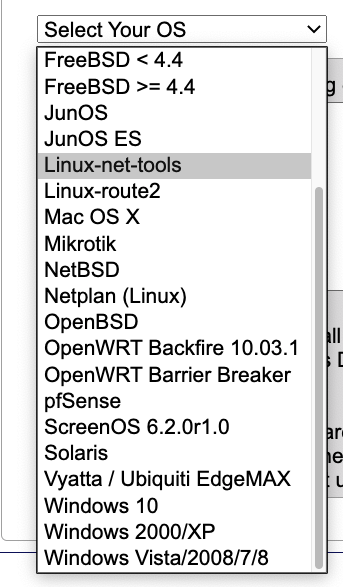 Select Your OS
FreeBSD < 4.4
FreeBSD >= 4.4
JunOS
JunOS ES
Linux-net-tools
Linux-route2
Mac OS X
Mikrotik
NetBSD
Netplan (Linux)
OpenBSD
OpenWRT Backfire 10.03.1
OpenWRT Barrier Breaker
pfSense
ScreenOS 6.2.0r1.0
Solaris
Vyatta / Ubiquiti EdgeMAX
Windows 10
Windows 2000/XP
Windows Vista/2008/7/8